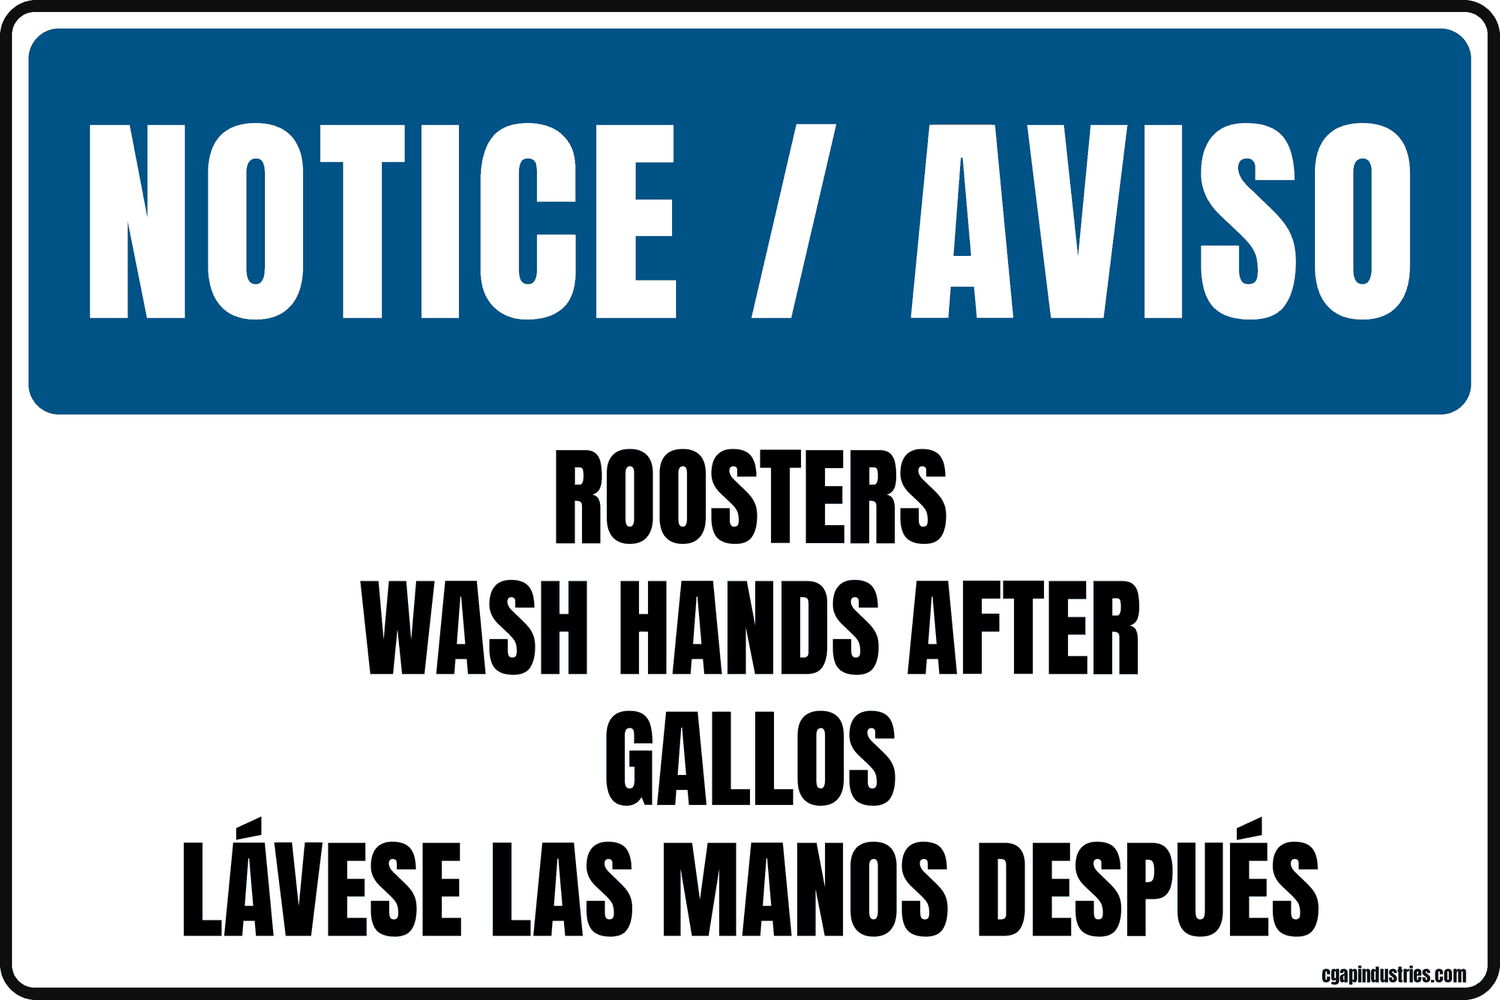 NOTICE / AVISO
ROOSTERS
WASH HANDS AFTER
GALLOS
LÁVESE LAS MANOS DESPUÉS
cgapindustries.com